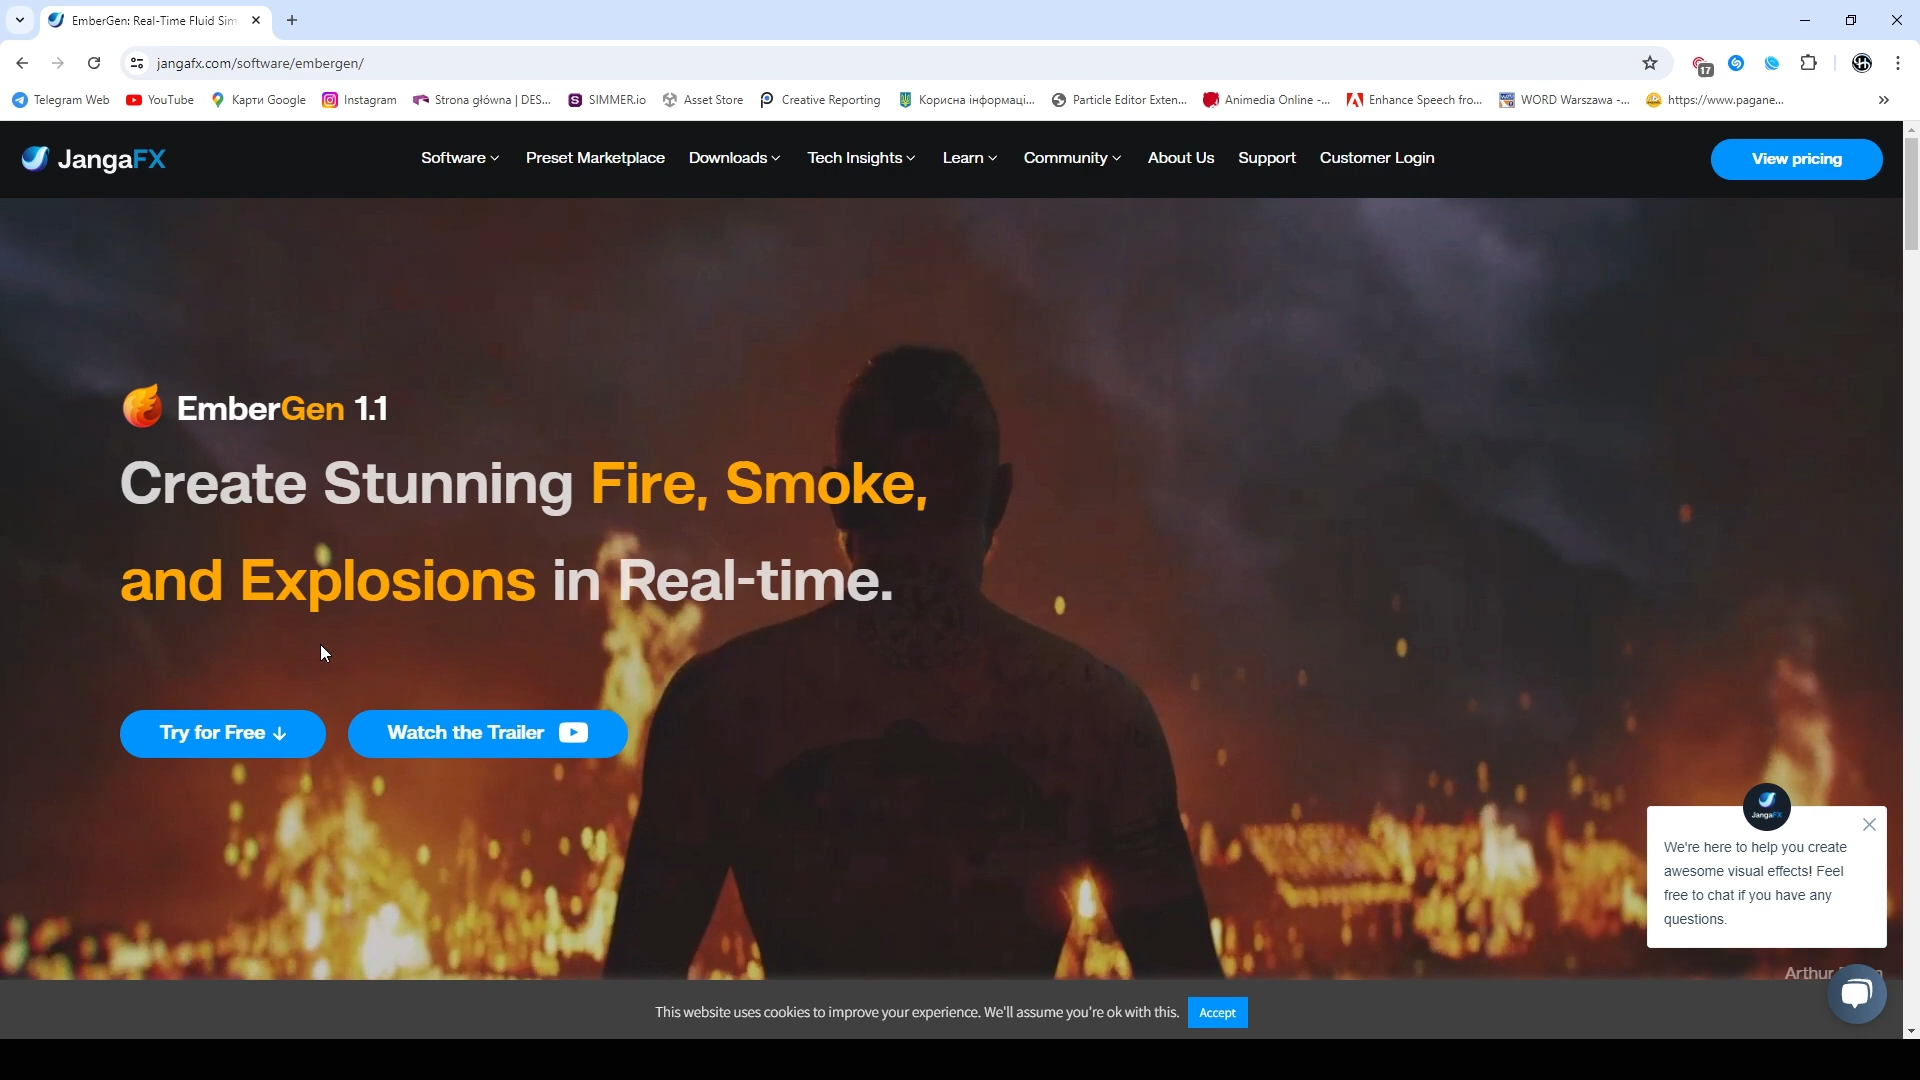 EmberGen: Real-Time Fluid Sim
jangafx.com/software/embergen/
17
Telegram Web
YouTube
Карти Google
Instagram
Strona główna | DES...
SIMMER.io
Asset Store
Creative Reporting
Корисна інформаці...
Particle Editor Exten...
Animedia Online -...
Enhance Speech fro...
WORD Warszawa -...
https://www.pagane...
JangaFX
Software
Preset Marketplace
Downloads
Tech Insights
Learn
Community
About Us
Support
Customer Login
View pricing
EmberGen 1.1
Create Stunning Fire, Smoke,
and Explosions in Real-time.
Try for Free ↓
Watch the Trailer
JangaFX
We're here to help you create
awesome visual effects! Feel
free to chat if you have any
questions.
Arthur
This website uses cookies to improve your experience. We'll assume you're ok with this.
Accept